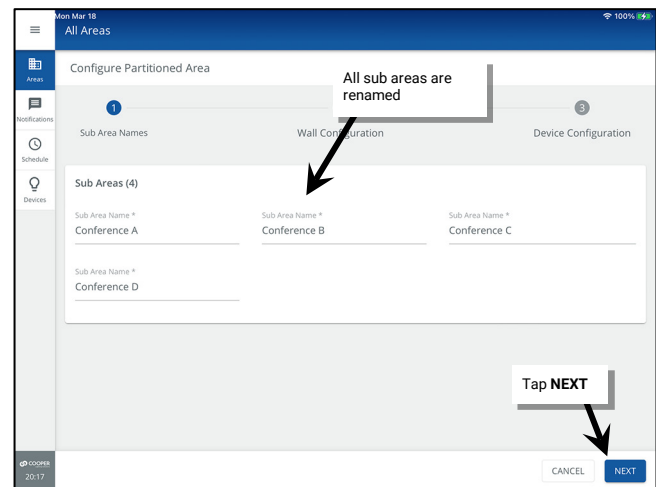 Mon Mar 18
100%
All Areas
Areas
Configure Partitioned Area
All sub areas are
renamed
Notifications
1
3
Sub Area Names
Wall Configuration
Device Configuration
Schedule
Devices
Sub Areas (4)
Sub Area Name *
Sub Area Name *
Sub Area Name *
Conference A
Conference B
Conference C
Sub Area Name *
Conference D
Tap NEXT
COOPER
20:17
CANCEL
NEXT